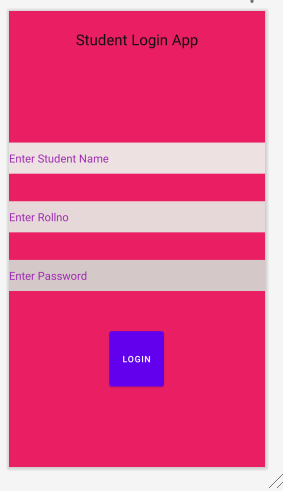 Student Login App
Enter Student Name
Enter Rollno
Enter Password
LOGIN